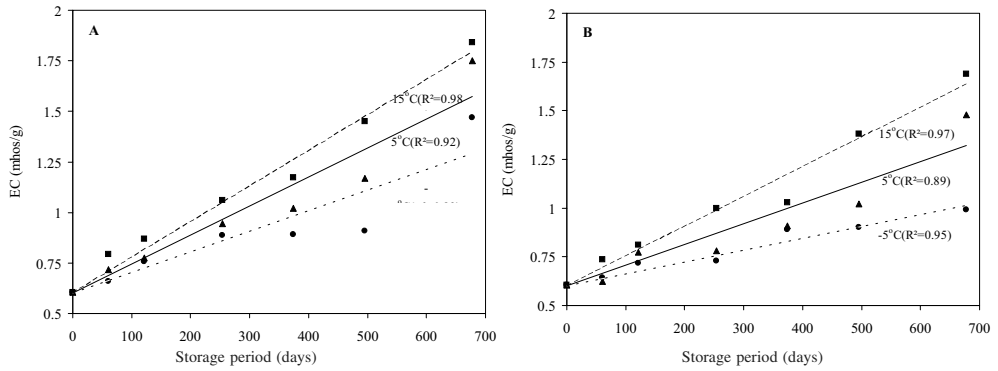 A
2
1.75
1.5
1.25
1
0.75
0.5
EC (mhos/g)
15°C(R²=0.98
5°C(R²=0.92)
0 100 200 300 400 500 600 700
Storage period (days)
B
2
1.75
1.5
1.25
1
0.75
0.5
EC (mhos/g)
15°C(R²=0.97)
5°C(R²=0.89)
-5°C(R²=0.95)
0 100 200 300 400 500 600 700
Storage period (days)